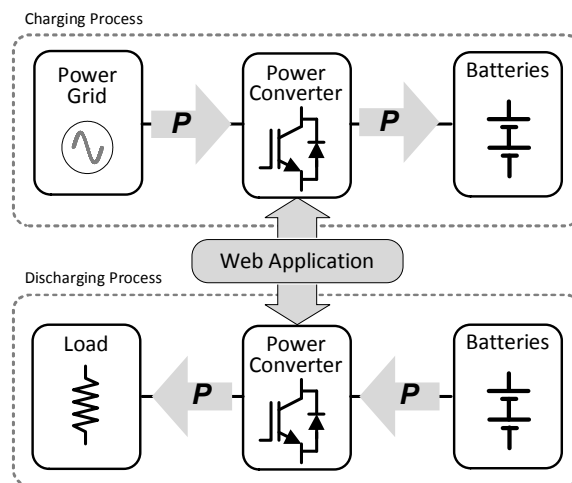 Charging Process
Power
Grid
P
Power
Converter
P
Batteries
Web Application
Discharging Process
Load
P
Power
Converter
P
Batteries